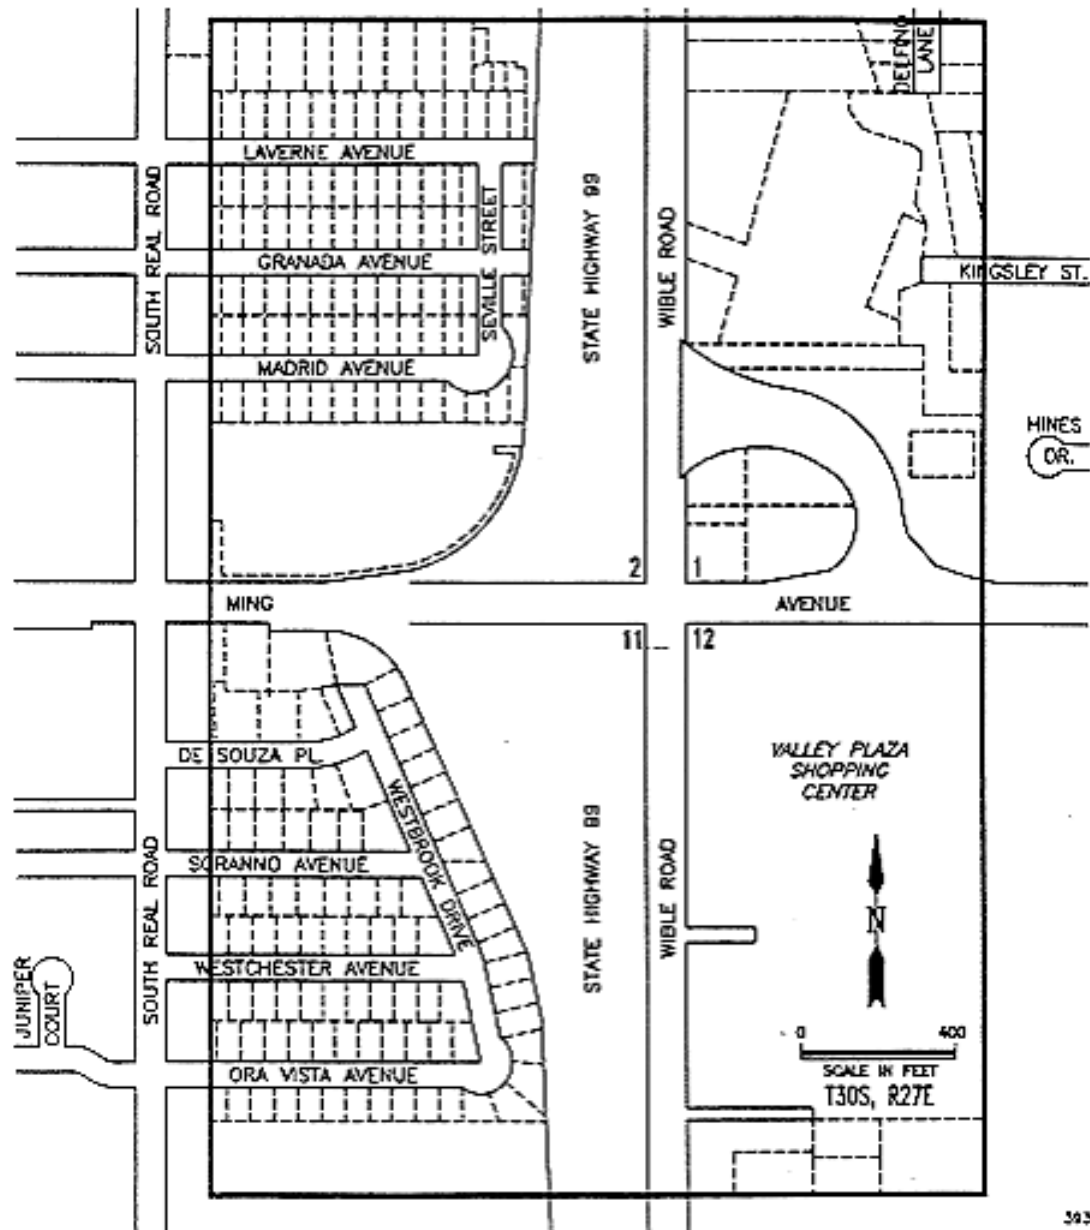 DELFINO
LANE
LAVERNE AVENUE
SOUTH REAL ROAD
SEVILLE STREET
STATE HIGHWAY 99
WIBLE ROAD
GRANADA AVENUE
KINGSLEY ST.
MADRID AVENUE
HINES
DR.
2
1
MING
AVENUE
11
12
DE SOUZA PL.
VALLEY PLAZA
SHOPPING
CENTER
WESTBROOK DRIVE
SORANNO AVENUE
STATE HIGHWAY 99
WIBLE ROAD
SOUTH REAL ROAD
N
WESTCHESTER AVENUE
JUNIPER
COURT
0 400
SCALE IN FEET
ORA VISTA AVENUE
T30S, R27E